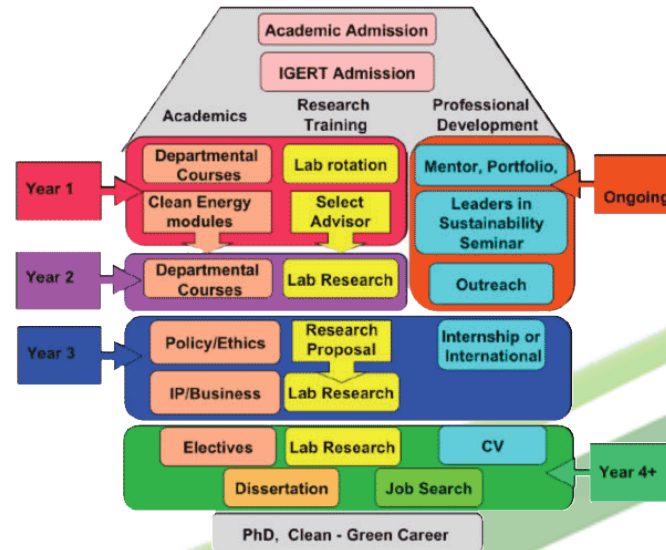 Academic Admission
IGERT Admission
Academics
Research
Training
Professional
Development
Year 1
Departmental
Courses
Lab rotation
Mentor, Portfolio,
Ongoing
Clean Energy
modules
Select
Advisor
Leaders in
Sustainability
Seminar
Year 2
Departmental
Courses
Lab Research
Outreach
Year 3
Policy/Ethics
Research
Proposal
Internship or
International
IP/Business
Lab Research
Electives
Lab Research
CV
Year 4+
Dissertation
Job Search
PhD, Clean - Green Career